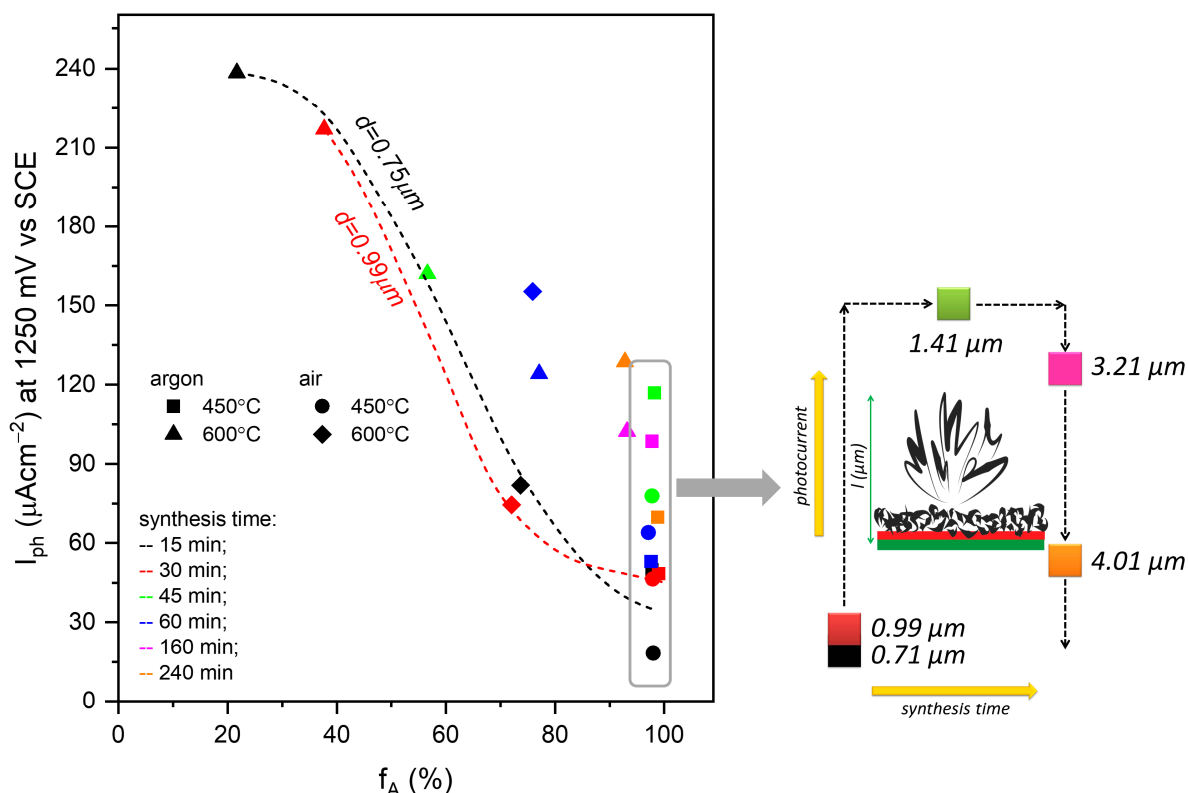 I_ph (μAcm⁻²) at 1250 mV vs SCE
240
210
180
150
120
90
60
30
0
0 20 40 60 80 100
f_A (%)
d=0.75μm
d=0.99μm
argon air
450°C 450°C
600°C 600°C
synthesis time:
-- 15 min;
-- 30 min;
-- 45 min;
-- 60 min;
-- 160 min;
-- 240 min
photocurrent
l (μm)
1.41 μm
3.21 μm
4.01 μm
0.99 μm
0.71 μm
synthesis time